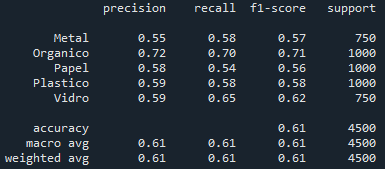 precision recall f1-score support
Metal 0.55 0.58 0.57 750
Organico 0.72 0.70 0.71 1000
Papel 0.58 0.54 0.56 1000
Plastico 0.59 0.58 0.58 1000
Vidro 0.59 0.65 0.62 750
accuracy 0.61 4500
macro avg 0.61 0.61 0.61 4500
weighted avg 0.61 0.61 0.61 4500